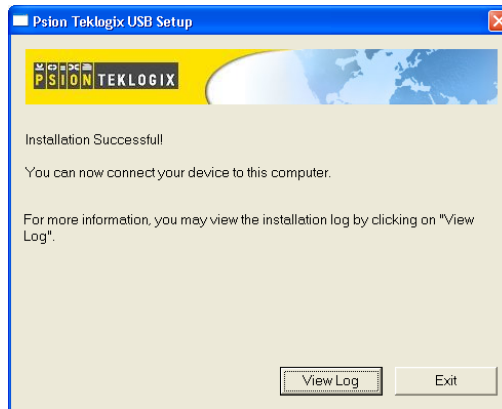 Psion Teklogix USB Setup
PSION TEKLOGIX
Installation Successful!
You can now connect your device to this computer.
For more information, you may view the installation log by clicking on "View
Log".
View Log
Exit